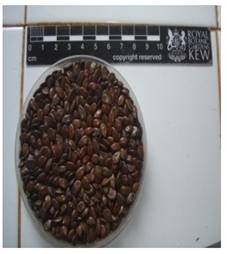 0 1 2 3 4 5 6 7 8 9 10
cm copyright reserved
ROYAL
BOTANIC
GARDENS
KEW